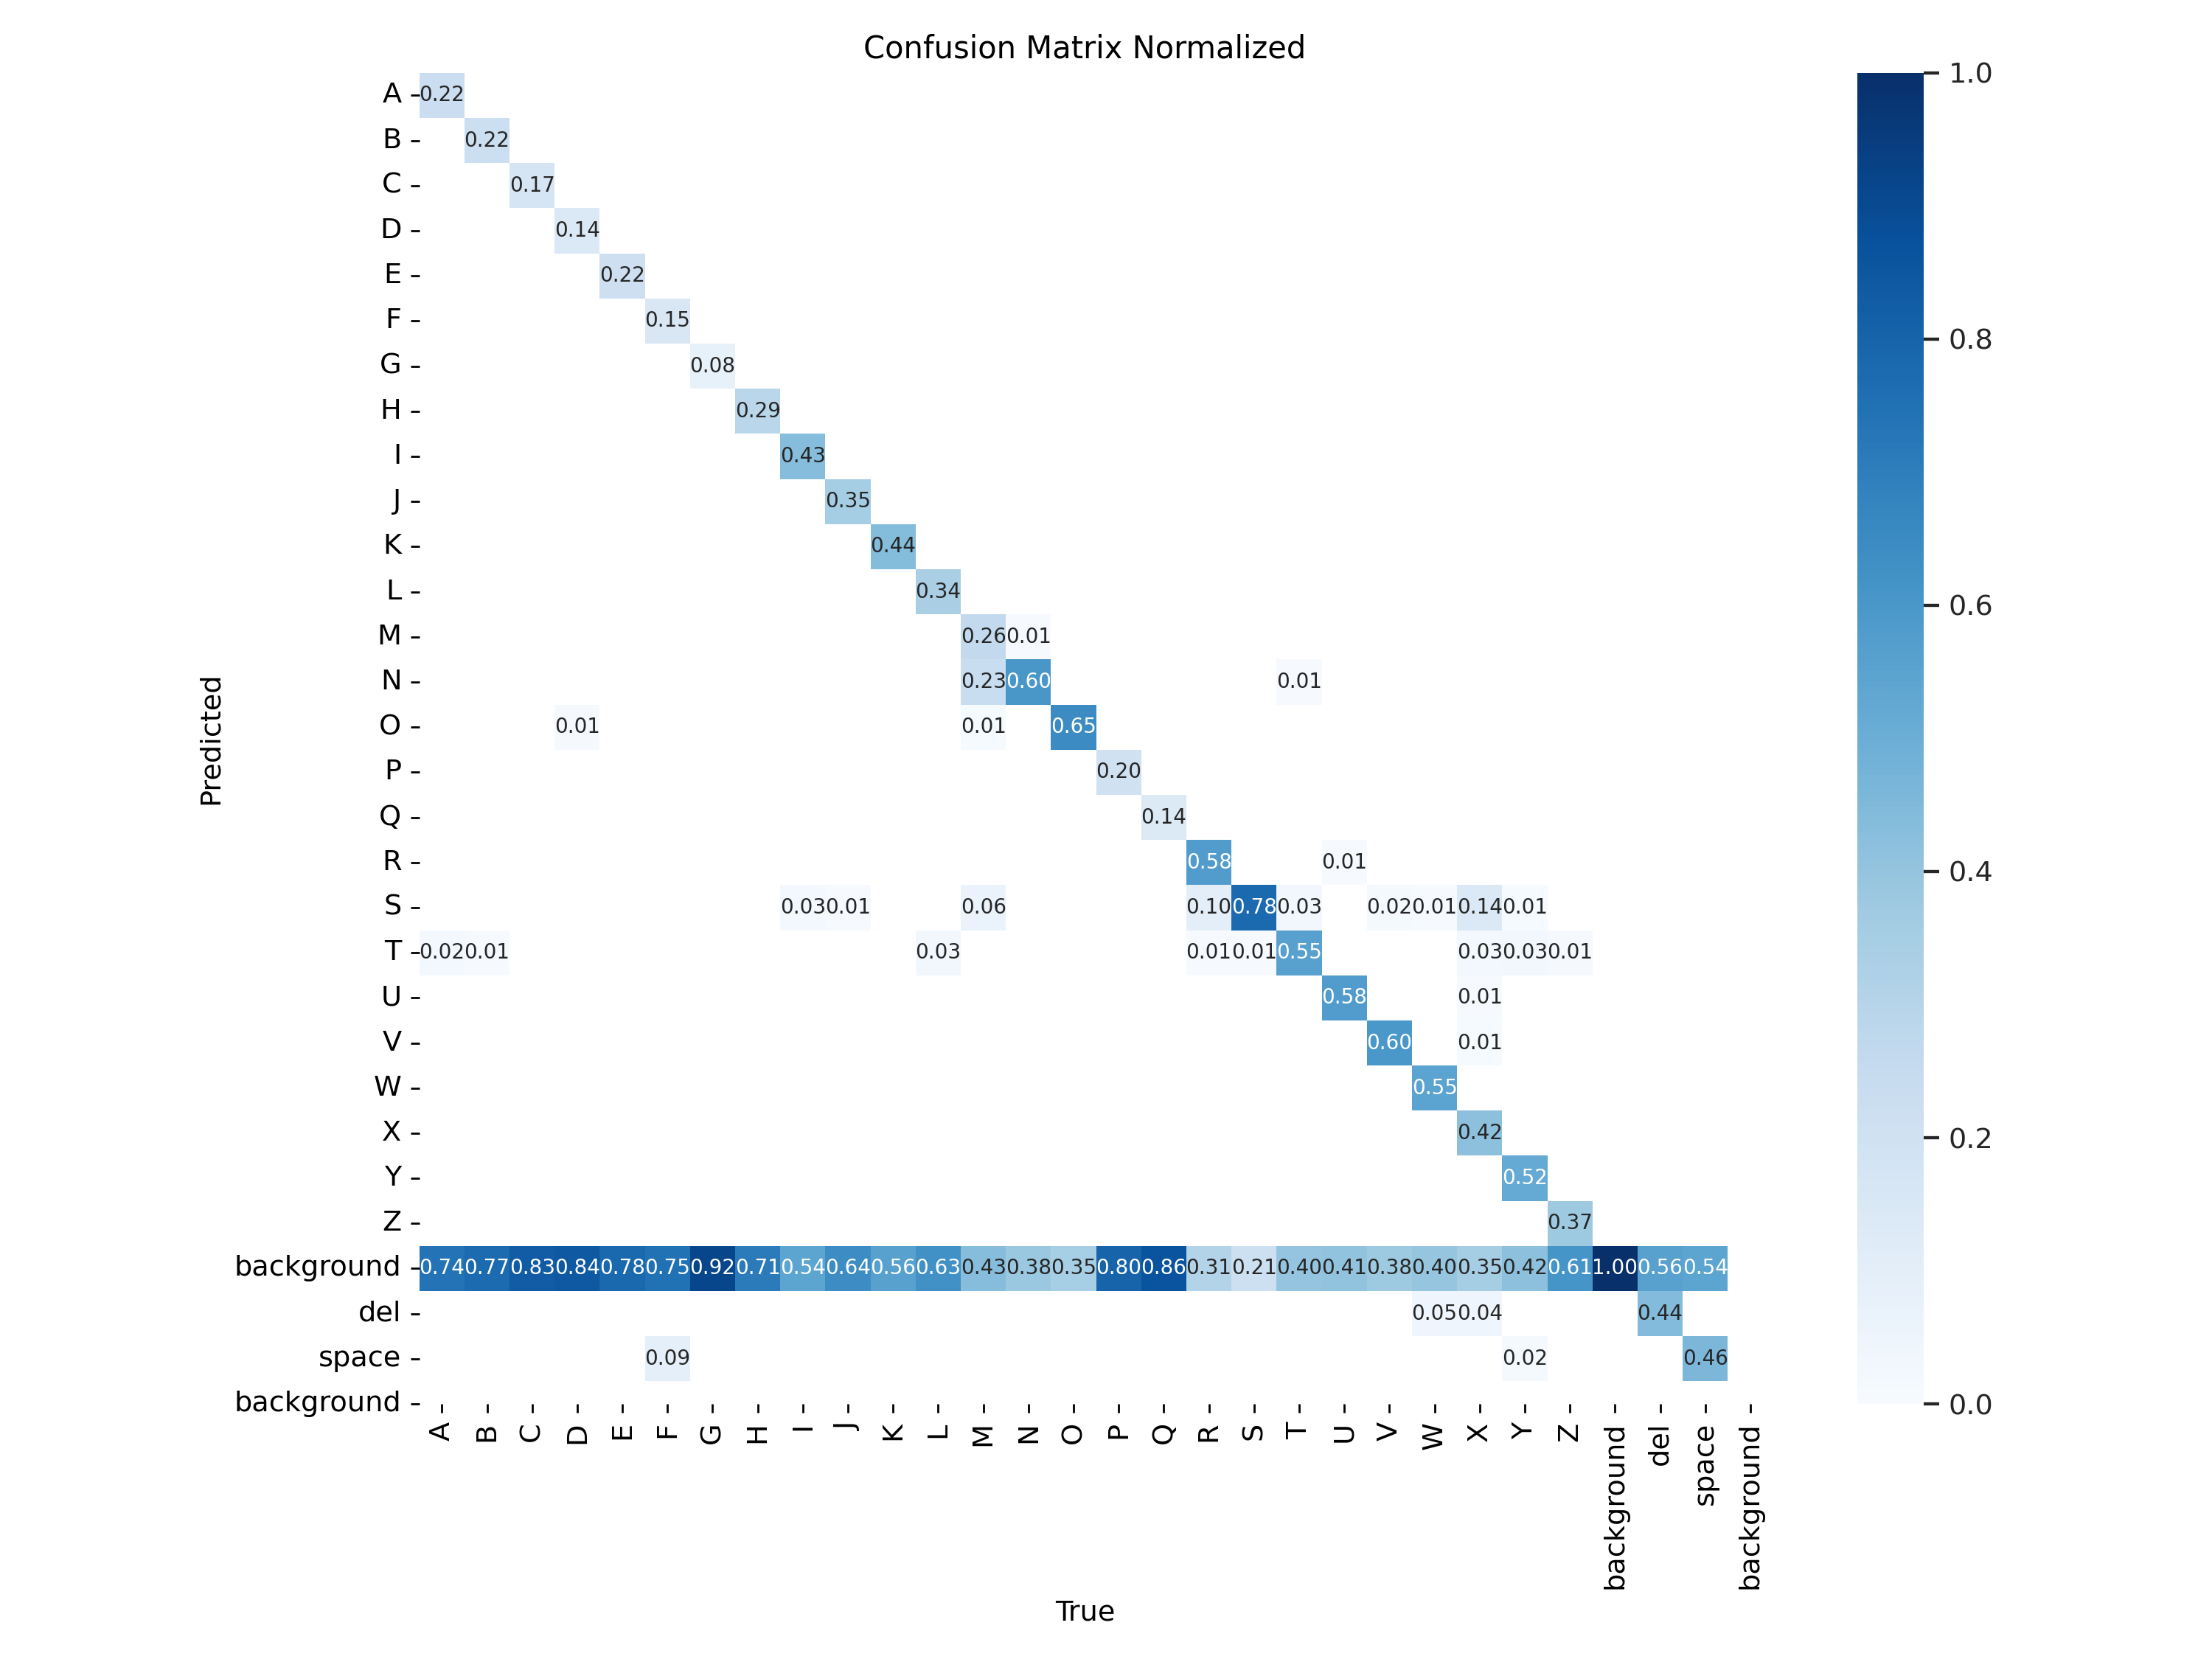 Confusion Matrix Normalized
A 0.22
B 0.22
C 0.17
D 0.14
E 0.22
F 0.15
G 0.08
H 0.29
I 0.43
J 0.35
K 0.44
L 0.34
M 0.26 0.01
N 0.23 0.60 0.01
O 0.01 0.01 0.65
P 0.20
Q 0.14
R 0.58 0.01
S 0.03 0.01 0.06 0.10 0.78 0.03 0.02 0.01 0.14 0.01
T 0.02 0.01 0.03 0.01 0.01 0.55 0.03 0.03 0.01
U 0.58 0.01
V 0.60 0.01
W 0.55
X 0.42
Y 0.52
Z 0.37
background 0.74 0.77 0.83 0.84 0.78 0.75 0.92 0.71 0.54 0.64 0.56 0.63 0.43 0.38 0.35 0.80 0.86 0.31 0.21 0.40 0.41 0.38 0.40 0.35 0.42 0.61 1.00 0.56 0.54
del 0.05 0.04 0.44
space 0.09 0.02 0.46
background
A B C D E F G H I J K L M N O P Q R S T U V W X Y Z background del space background
True
Predicted
1.0
0.8
0.6
0.4
0.2
0.0